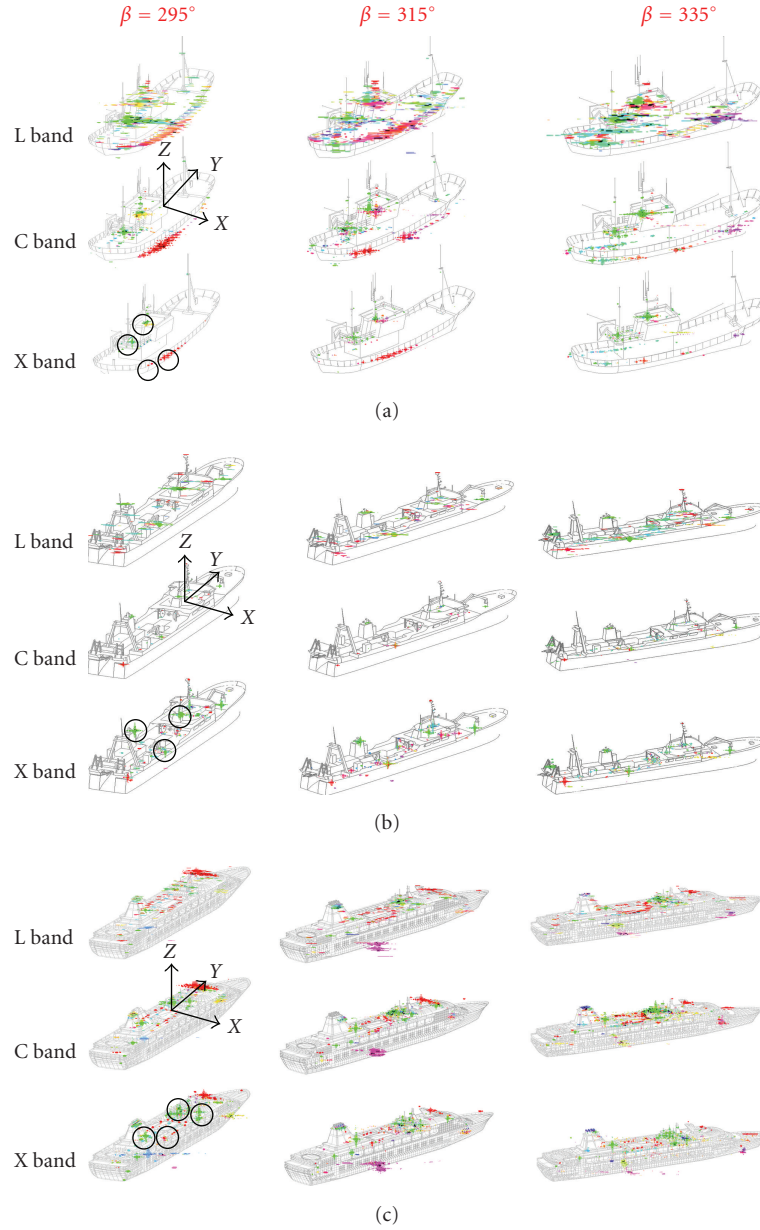 β = 295° β = 315° β = 335°
L band
Z
Y
X
C band
X band
(a)
L band
Z
Y
X
C band
X band
(b)
L band
Z
Y
X
C band
X band
(c)